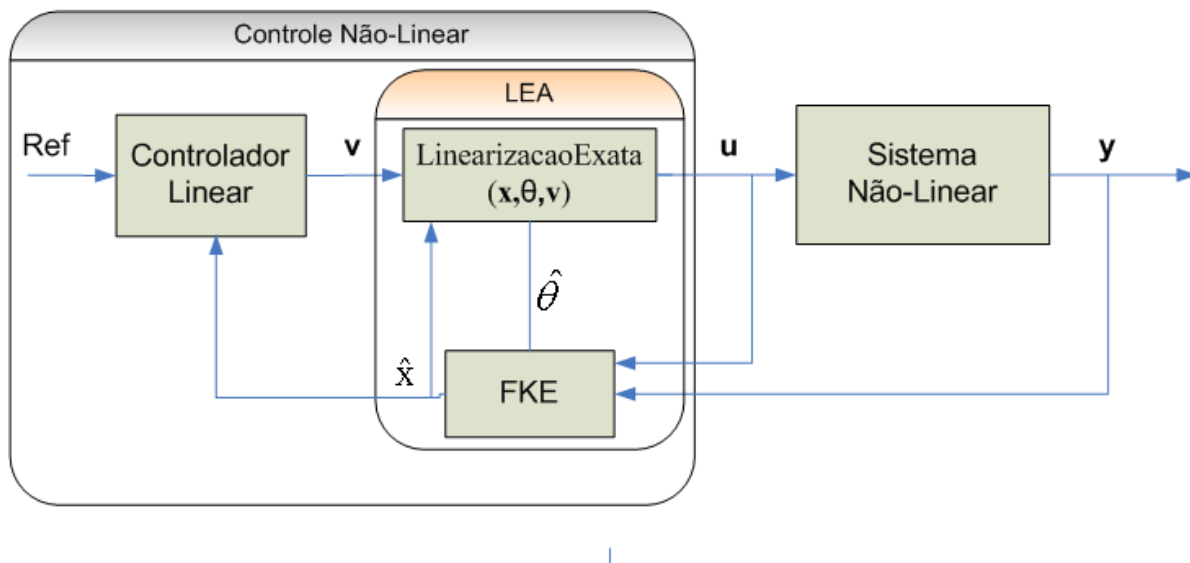 Controle Não-Linear
LEA
Ref
Controlador
Linear
v
LinearizacaoExata
(x,θ,v)
u
Sistema
Não-Linear
y
θ̂
x̂
FKE